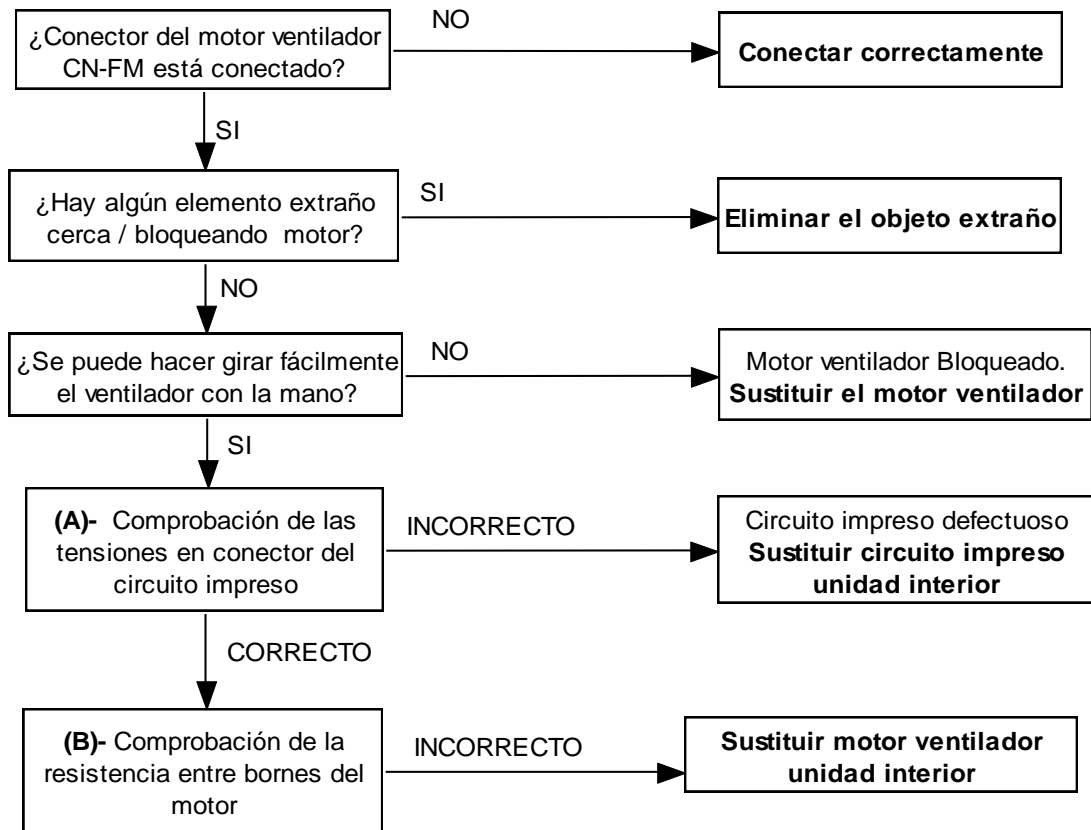 ¿Conector del motor ventilador
CN-FM está conectado?
NO
Conectar correctamente
SI
¿Hay algún elemento extraño
cerca / bloqueando motor?
SI
Eliminar el objeto extraño
NO
¿Se puede hacer girar fácilmente
el ventilador con la mano?
NO
Motor ventilador Bloqueado.
Sustituir el motor ventilador
SI
(A)- Comprobación de las
tensiones en conector del
circuito impreso
INCORRECTO
Circuito impreso defectuoso
Sustituir circuito impreso
unidad interior
CORRECTO
(B)- Comprobación de la
resistencia entre bornes del
motor
INCORRECTO
Sustituir motor ventilador
unidad interior